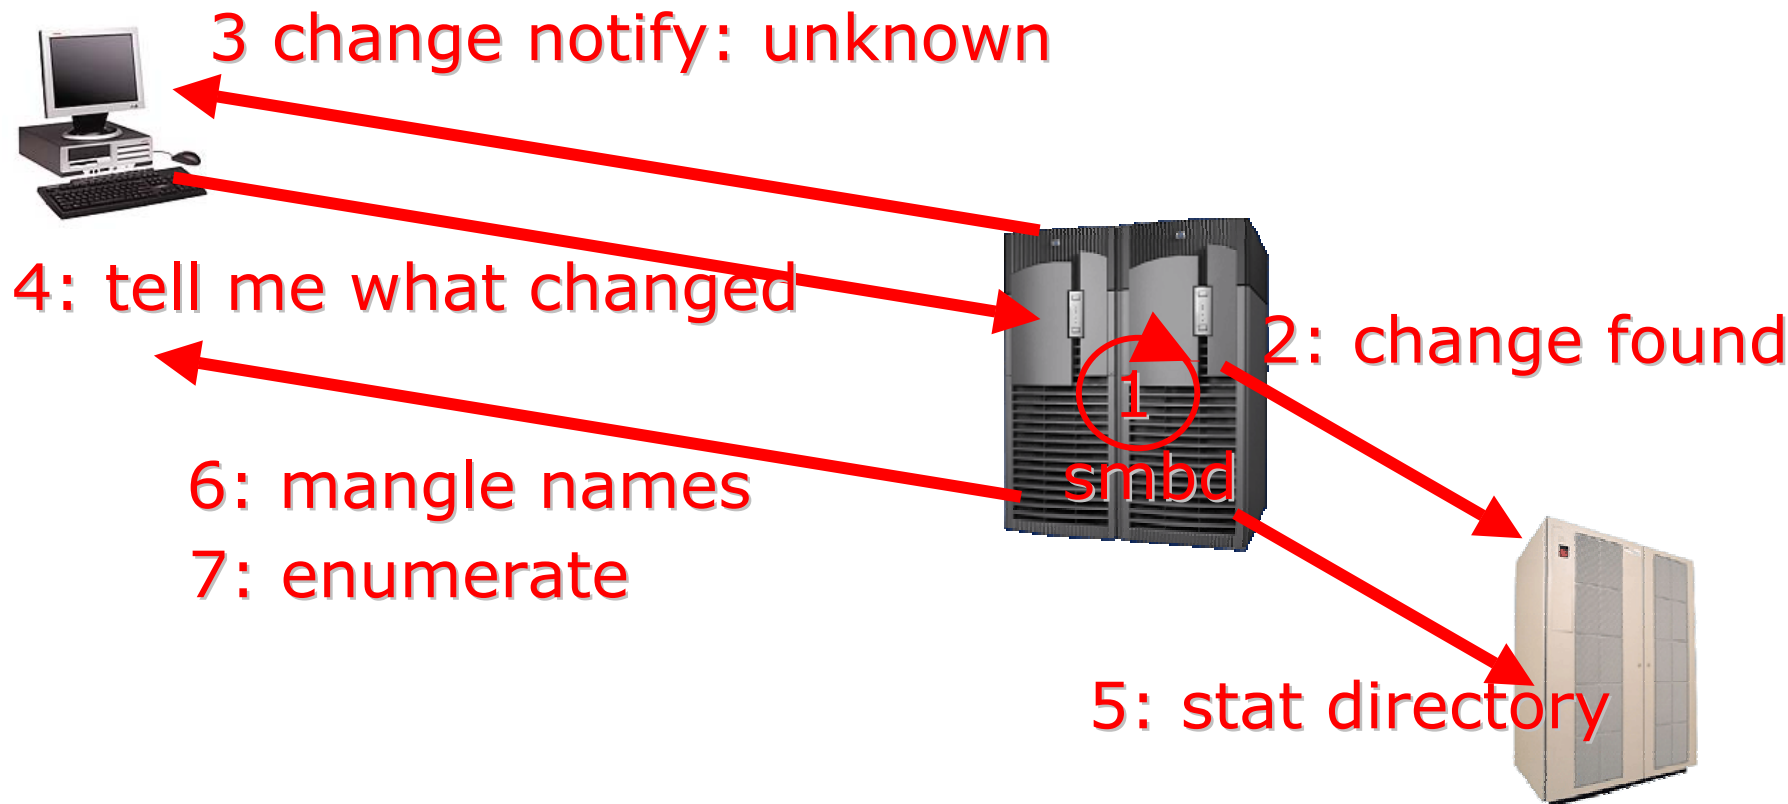 3 change notify: unknown
4: tell me what changed
2: change found
1
smbd
6: mangle names
7: enumerate
5: stat directory